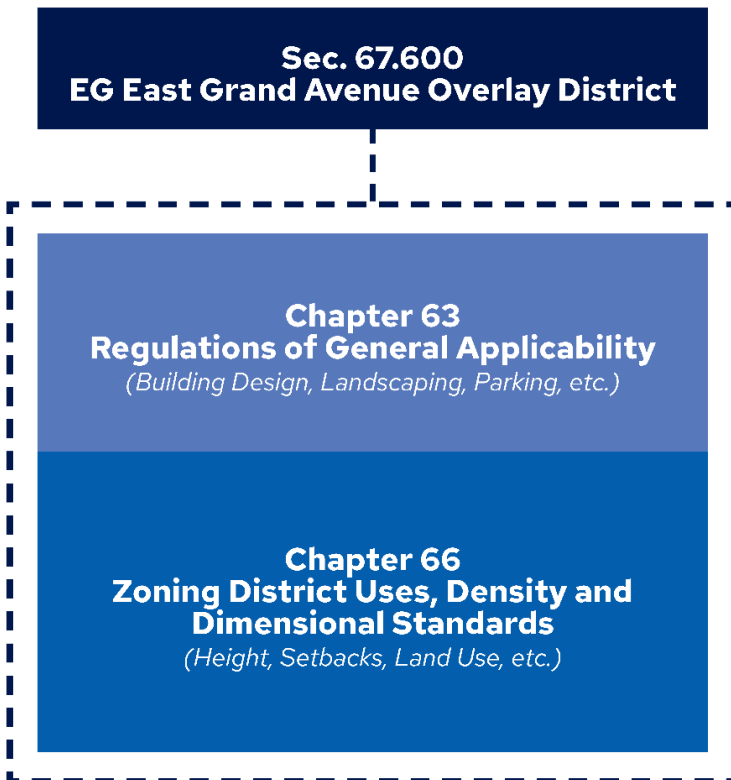 Sec. 67.600
EG East Grand Avenue Overlay District
Chapter 63
Regulations of General Applicability
(Building Design, Landscaping, Parking, etc.)
Chapter 66
Zoning District Uses, Density and
Dimensional Standards
(Height, Setbacks, Land Use, etc.)